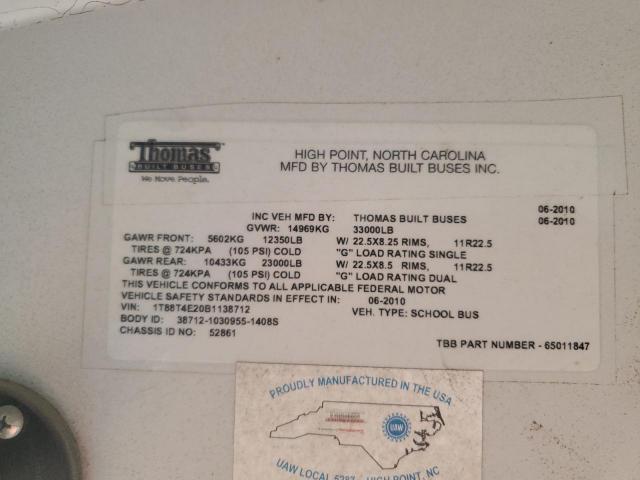 Thomas
BUILT BUSES
We Move People.
HIGH POINT, NORTH CAROLINA
MFD BY THOMAS BUILT BUSES INC.
INC VEH MFD BY: THOMAS BUILT BUSES 06-2010
GVWR: 14969KG 33000LB 06-2010
GAWR FRONT: 5602KG 12350LB W/ 22.5X8.25 RIMS, 11R22.5
TIRES @ 724KPA (105 PSI) COLD "G" LOAD RATING SINGLE
GAWR REAR: 10433KG 23000LB W/ 22.5X8.5 RIMS, 11R22.5
TIRES @ 724KPA (105 PSI) COLD "G" LOAD RATING DUAL
THIS VEHICLE CONFORMS TO ALL APPLICABLE FEDERAL MOTOR
VEHICLE SAFETY STANDARDS IN EFFECT IN: 06-2010
VIN: 1T88T4E20B1138712 VEH. TYPE: SCHOOL BUS
BODY ID: 38712-1030955-1408S
CHASSIS ID NO: 52861
TBB PART NUMBER - 65011847
PROUDLY MANUFACTURED IN THE USA
UAW
UAW LOCAL 5287 HIGH POINT, NC